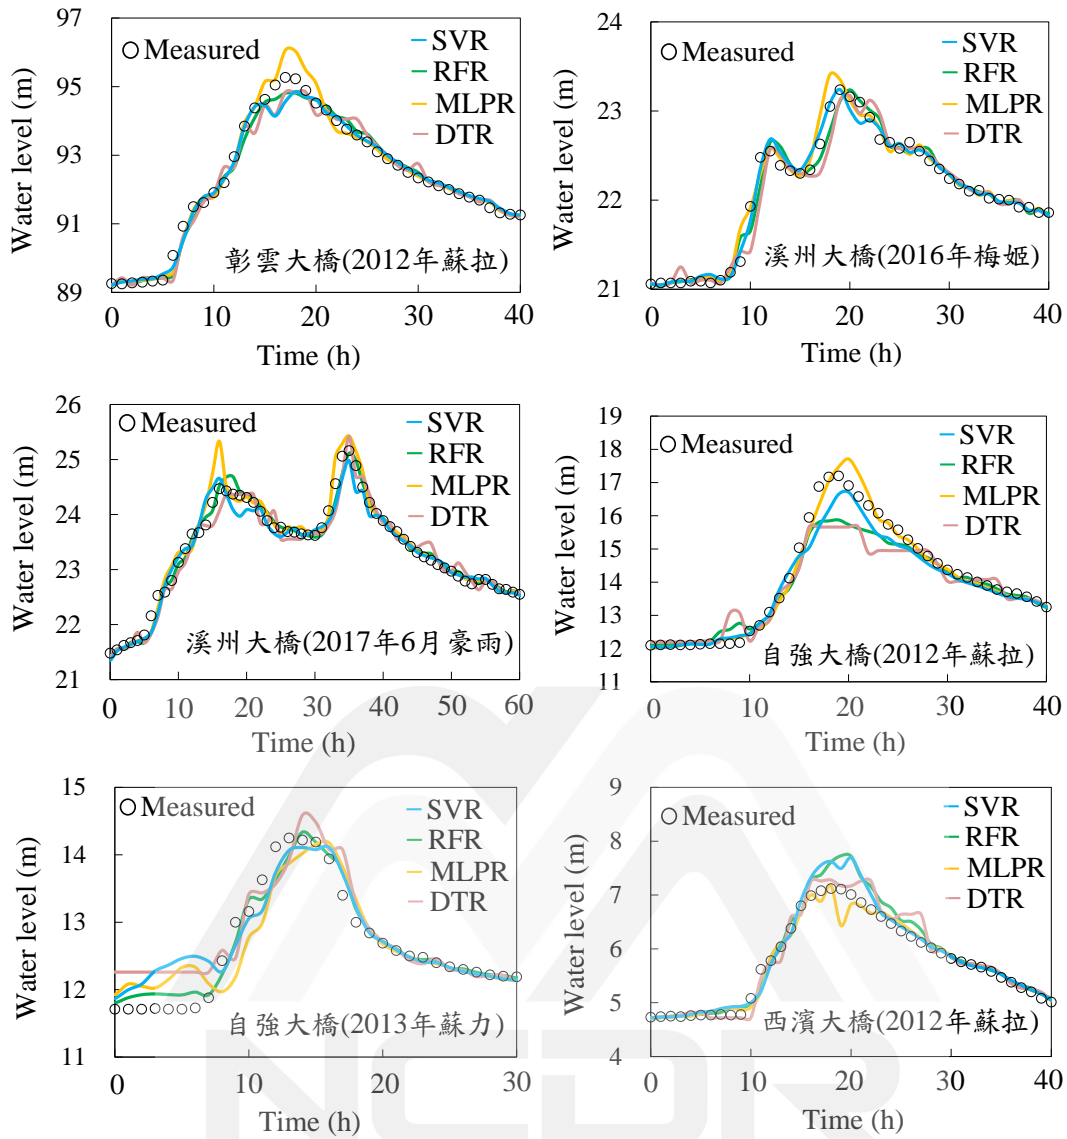 97
95
93
91
89
Water level (m)
Measured
SVR
RFR
MLPR
DTR
彰雲大橋(2012年蘇拉)
0 10 20 30 40
Time (h)
24
23
22
21
Water level (m)
Measured
SVR
RFR
MLPR
DTR
溪州大橋(2016年梅姬)
0 10 20 30 40
Time (h)
26
25
24
23
22
21
Water level (m)
Measured
SVR
RFR
MLPR
DTR
溪州大橋(2017年6月豪雨)
0 10 20 30 40 50 60
Time (h)
19
18
17
16
15
14
13
12
11
Water level (m)
Measured
SVR
RFR
MLPR
DTR
自強大橋(2012年蘇拉)
0 10 20 30 40
Time (h)
15
14
13
12
11
Water level (m)
Measured
SVR
RFR
MLPR
DTR
自強大橋(2013年蘇力)
0 10 20 30
Time (h)
9
8
7
6
5
4
Water level (m)
Measured
SVR
RFR
MLPR
DTR
西濱大橋(2012年蘇拉)
0 10 20 30 40
Time (h)
NCDR